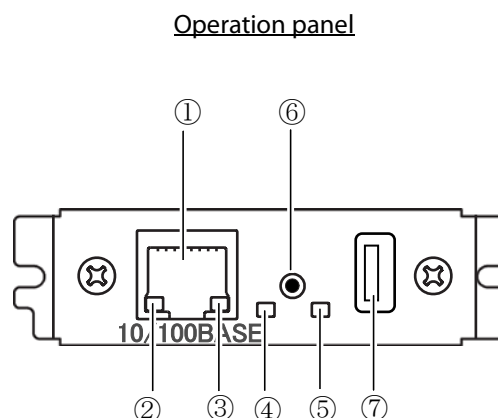 Operation panel
① ⑥
10/100BASE
② ③ ④ ⑤ ⑦